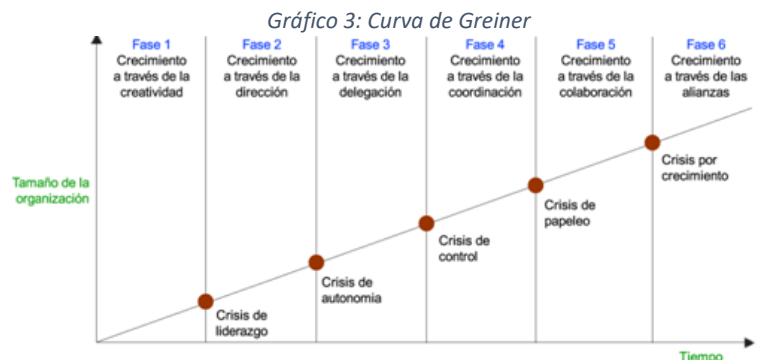 Gráfico 3: Curva de Greiner
Fase 1
Crecimiento
a través de la
creatividad
Fase 2
Crecimiento
a través de la
dirección
Fase 3
Crecimiento
a través de la
delegación
Fase 4
Crecimiento
a través de la
coordinación
Fase 5
Crecimiento
a través de la
colaboración
Fase 6
Crecimiento
a través de las
alianzas
Tamaño de la
organización
Crisis de
liderazgo
Crisis de
autonomia
Crisis de
control
Crisis de
papeleo
Crisis por
crecimiento
Tiempo